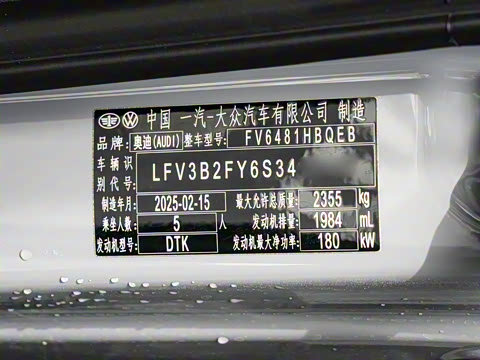 中国 一汽-大众汽车有限公司 制造
品牌: 奥迪(AUDI) 整车型号: FV6481HBQEB
车辆识别代号: LFV3B2FY6S34
制造年月: 2025-02-15 最大允许总质量: 2355 kg
乘坐人数: 5 人 发动机排量: 1984 mL
发动机型号: DTK 发动机最大净功率: 180 kW